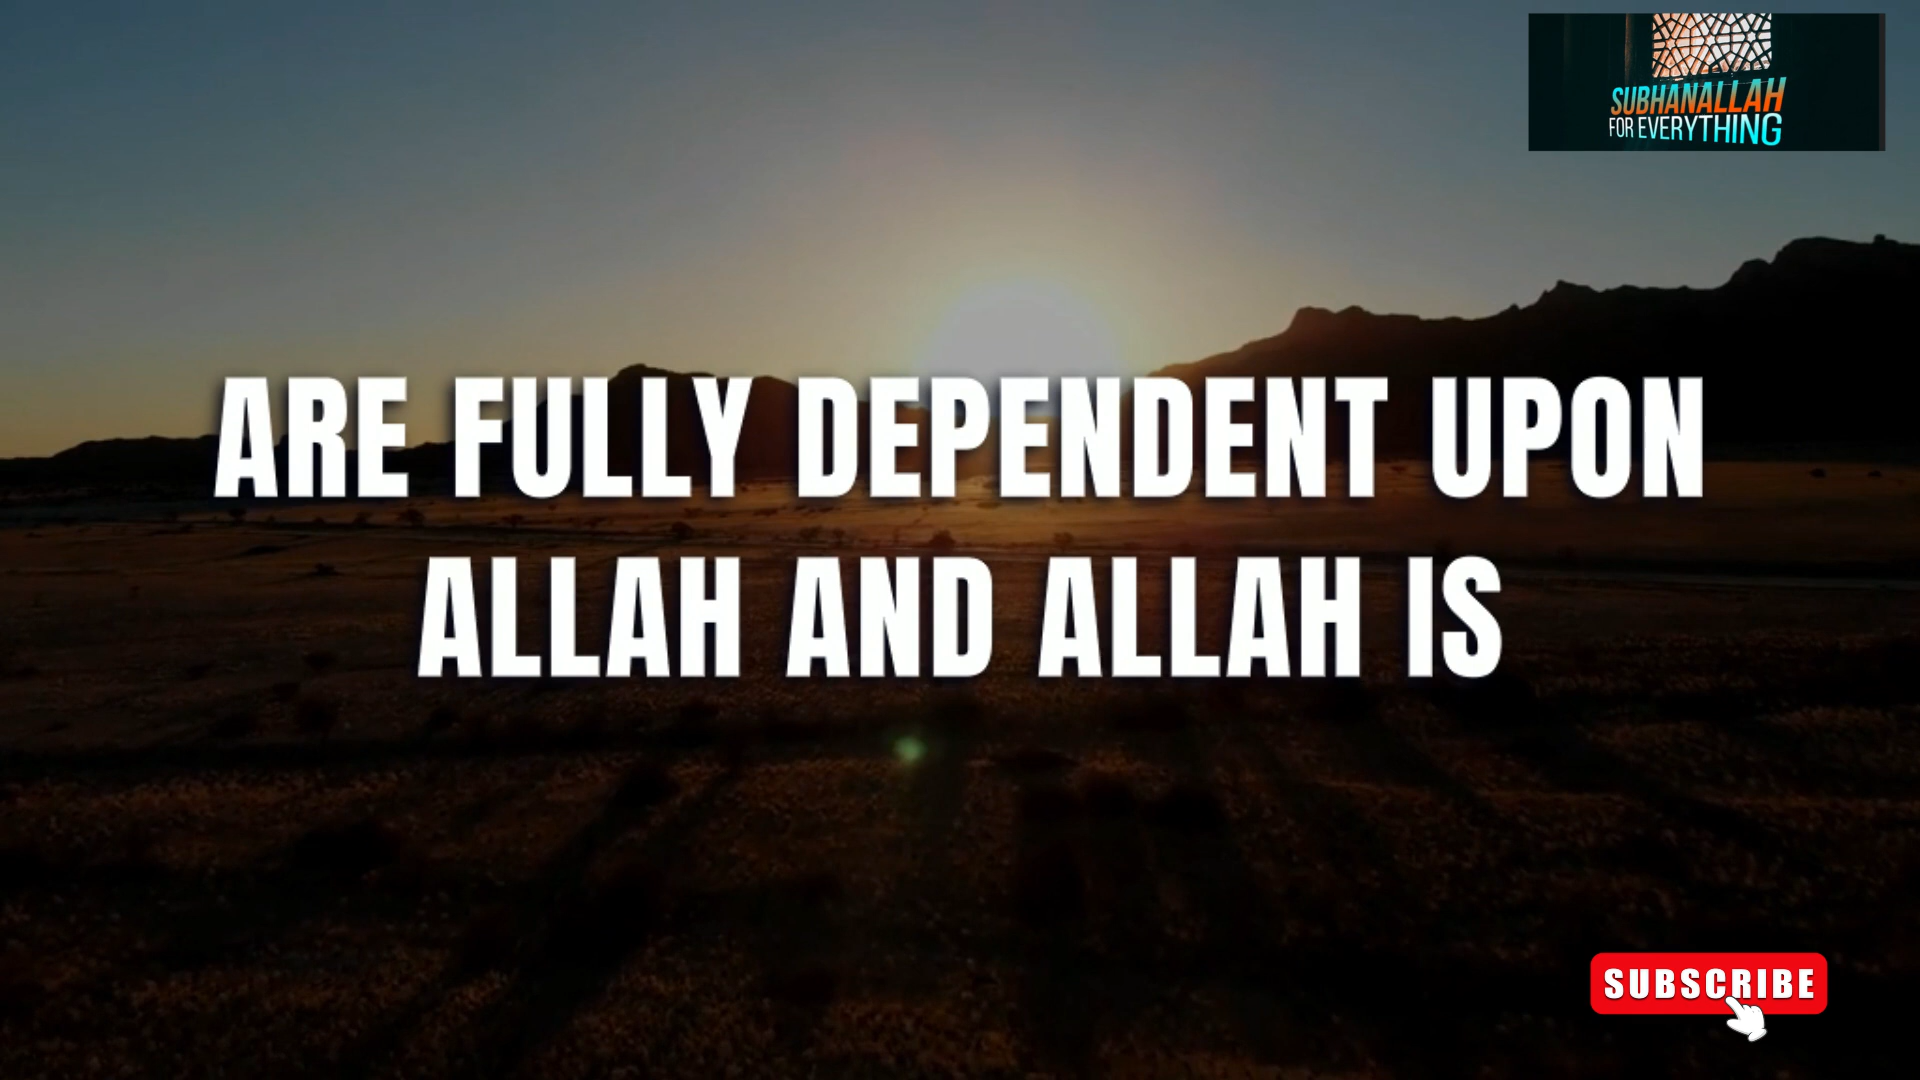 SUBHANALLAH
FOR EVERYTHING
ARE FULLY DEPENDENT UPON
ALLAH AND ALLAH IS
SUBSCRIBE